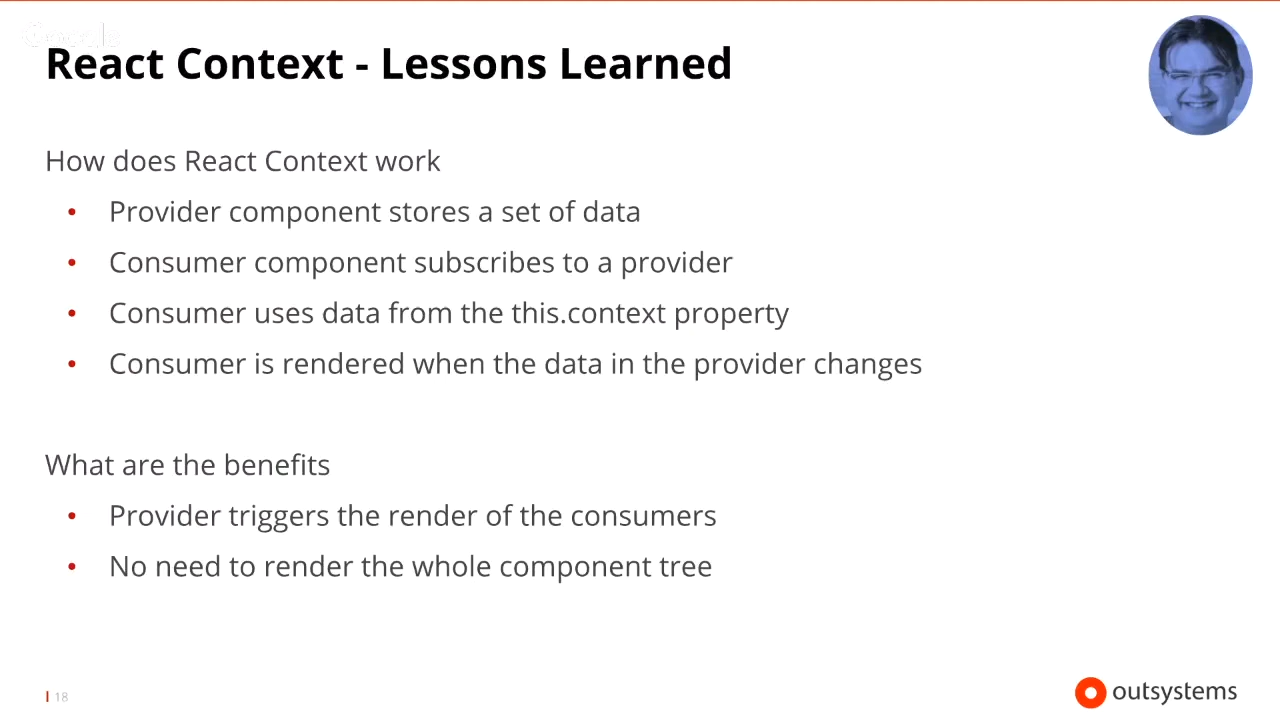 React Context - Lessons Learned
How does React Context work
• Provider component stores a set of data
• Consumer component subscribes to a provider
• Consumer uses data from the this.context property
• Consumer is rendered when the data in the provider changes
What are the benefits
• Provider triggers the render of the consumers
• No need to render the whole component tree
18
outsystems